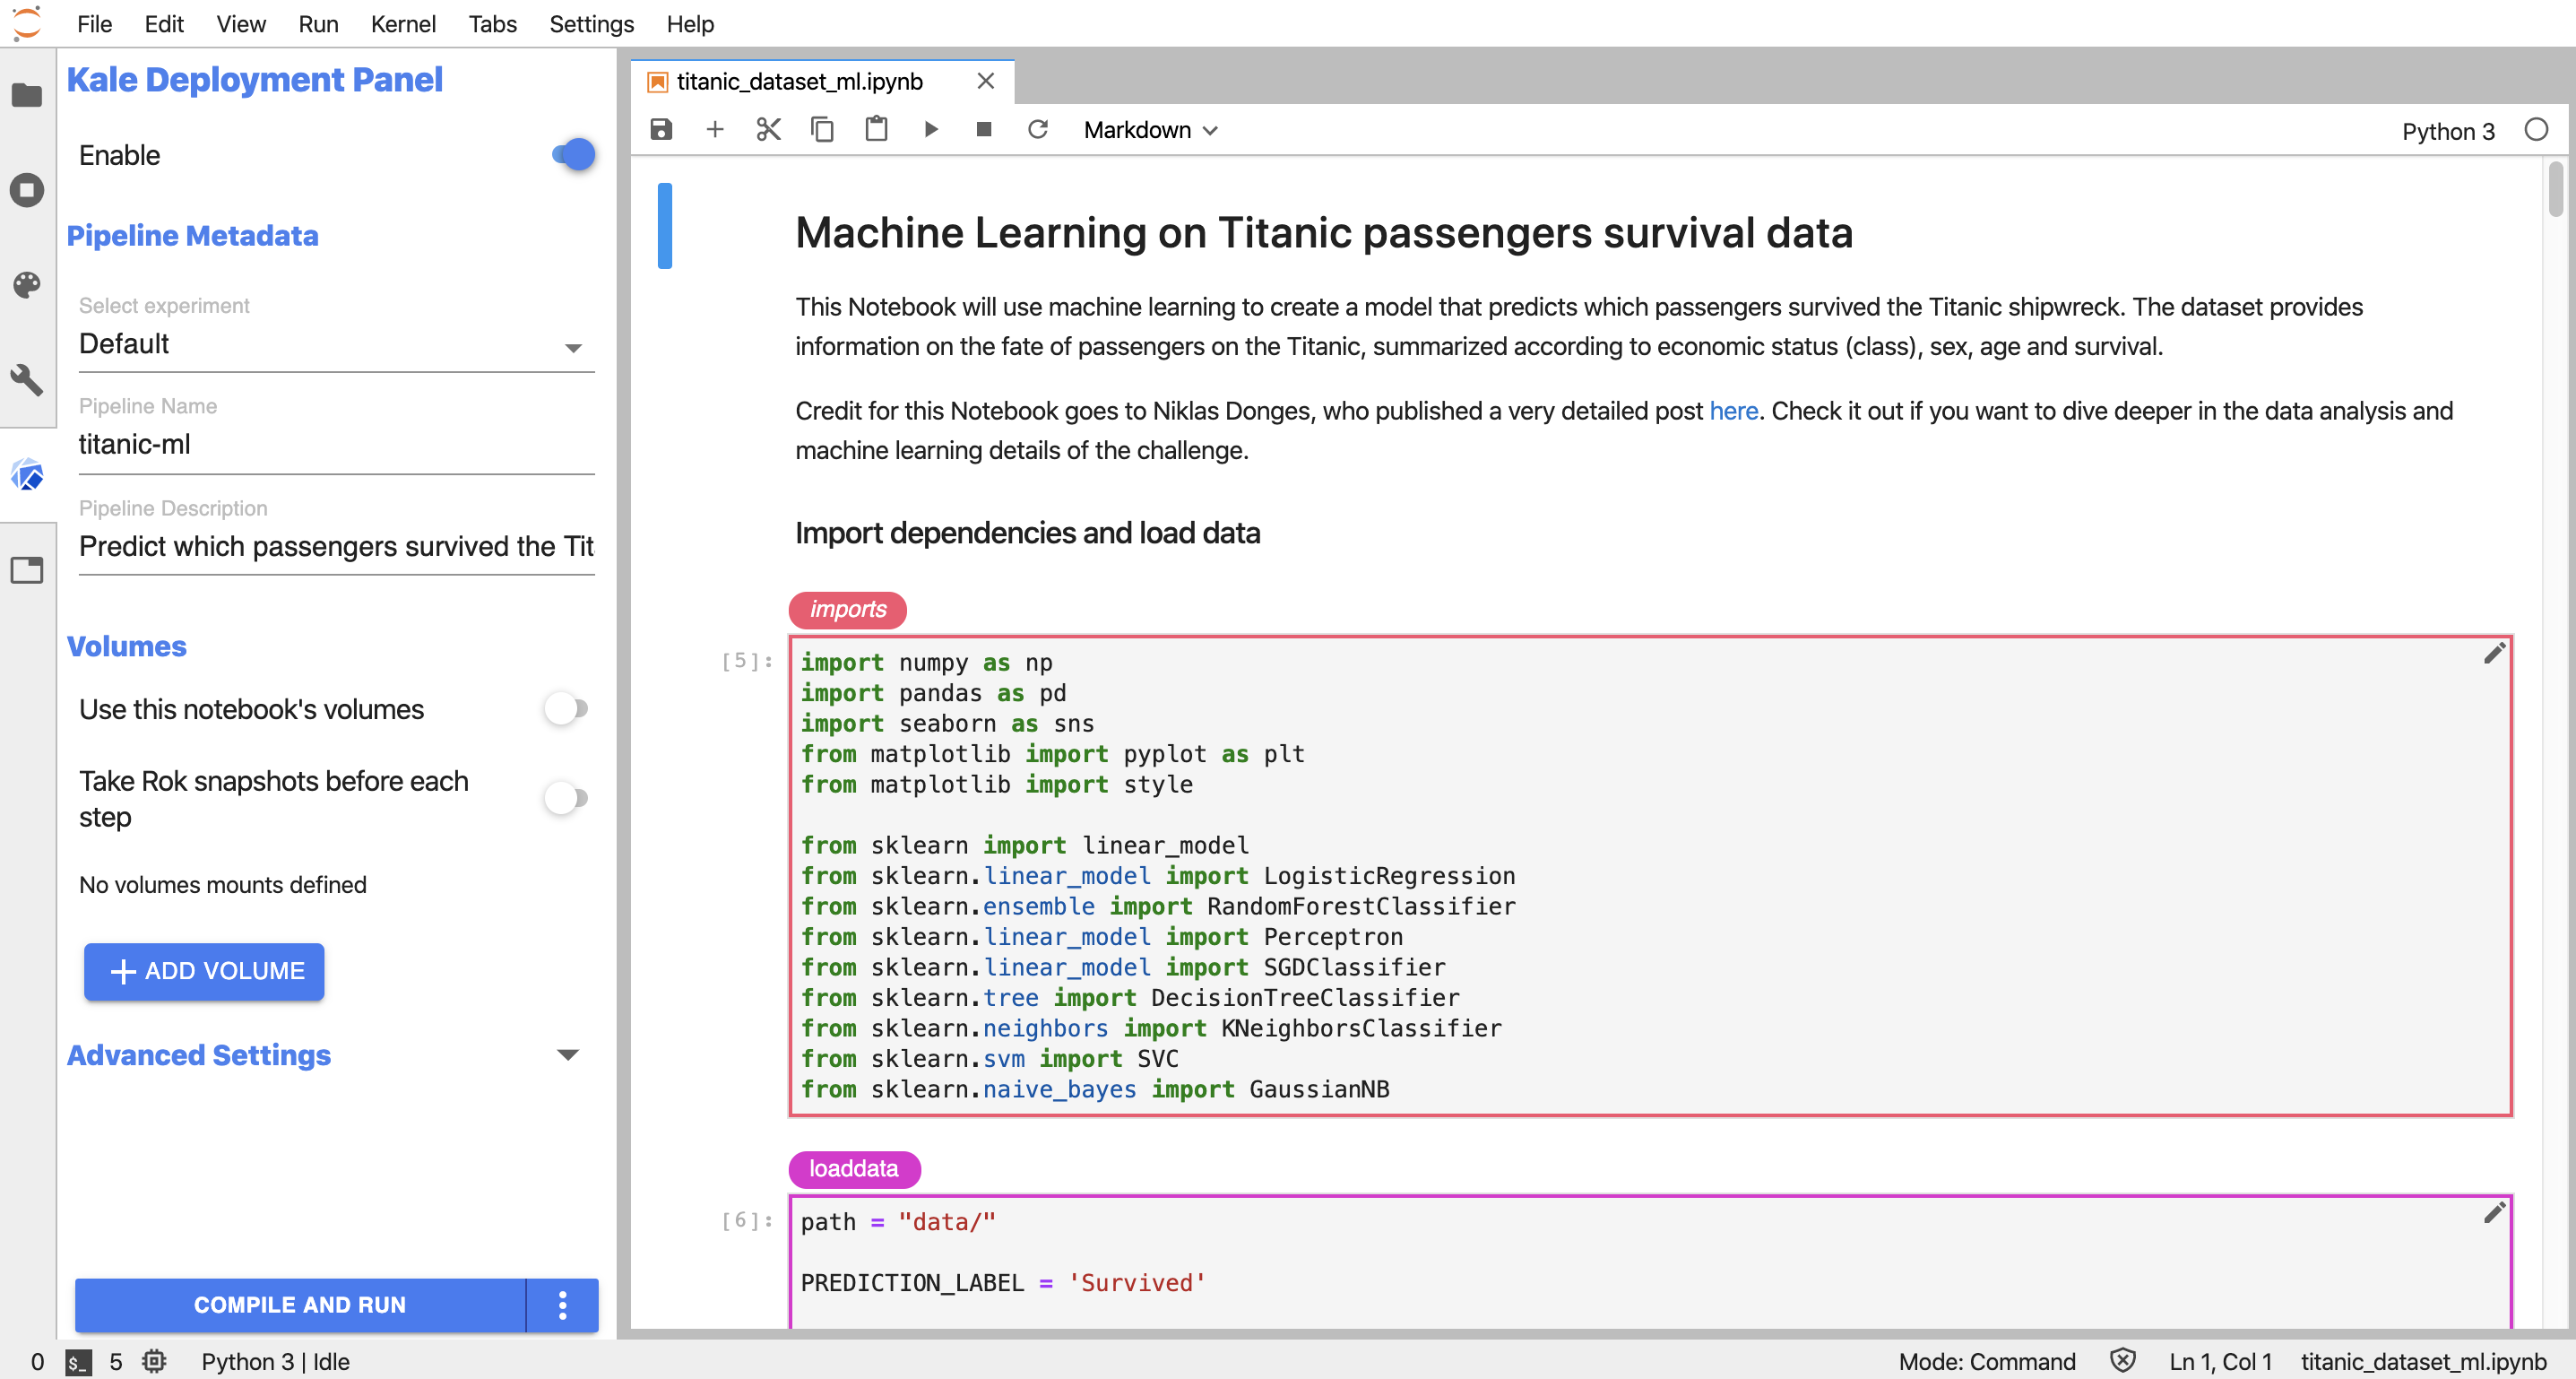 File Edit View Run Kernel Tabs Settings Help
Kale Deployment Panel
Enable
Pipeline Metadata
Select experiment
Default
Pipeline Name
titanic-ml
Pipeline Description
Predict which passengers survived the Tit
Volumes
Use this notebook's volumes
Take Rok snapshots before each
step
No volumes mounts defined
ADD VOLUME
Advanced Settings
COMPILE AND RUN
titanic_dataset_ml.ipynb
Markdown
Python 3
Machine Learning on Titanic passengers survival data
This Notebook will use machine learning to create a model that predicts which passengers survived the Titanic shipwreck. The dataset provides
information on the fate of passengers on the Titanic, summarized according to economic status (class), sex, age and survival.
Credit for this Notebook goes to Niklas Donges, who published a very detailed post here. Check it out if you want to dive deeper in the data analysis and
machine learning details of the challenge.
Import dependencies and load data
imports
[5]:
import numpy as np
import pandas as pd
import seaborn as sns
from matplotlib import pyplot as plt
from matplotlib import style
from sklearn import linear_model
from sklearn.linear_model import LogisticRegression
from sklearn.ensemble import RandomForestClassifier
from sklearn.linear_model import Perceptron
from sklearn.linear_model import SGDClassifier
from sklearn.tree import DecisionTreeClassifier
from sklearn.neighbors import KNeighborsClassifier
from sklearn.svm import SVC
from sklearn.naive_bayes import GaussianNB
loaddata
[6]:
path = "data/"
PREDICTION_LABEL = 'Survived'
0 $_ 5 Python 3 | Idle
Mode: Command Ln 1, Col 1 titanic_dataset_ml.ipynb